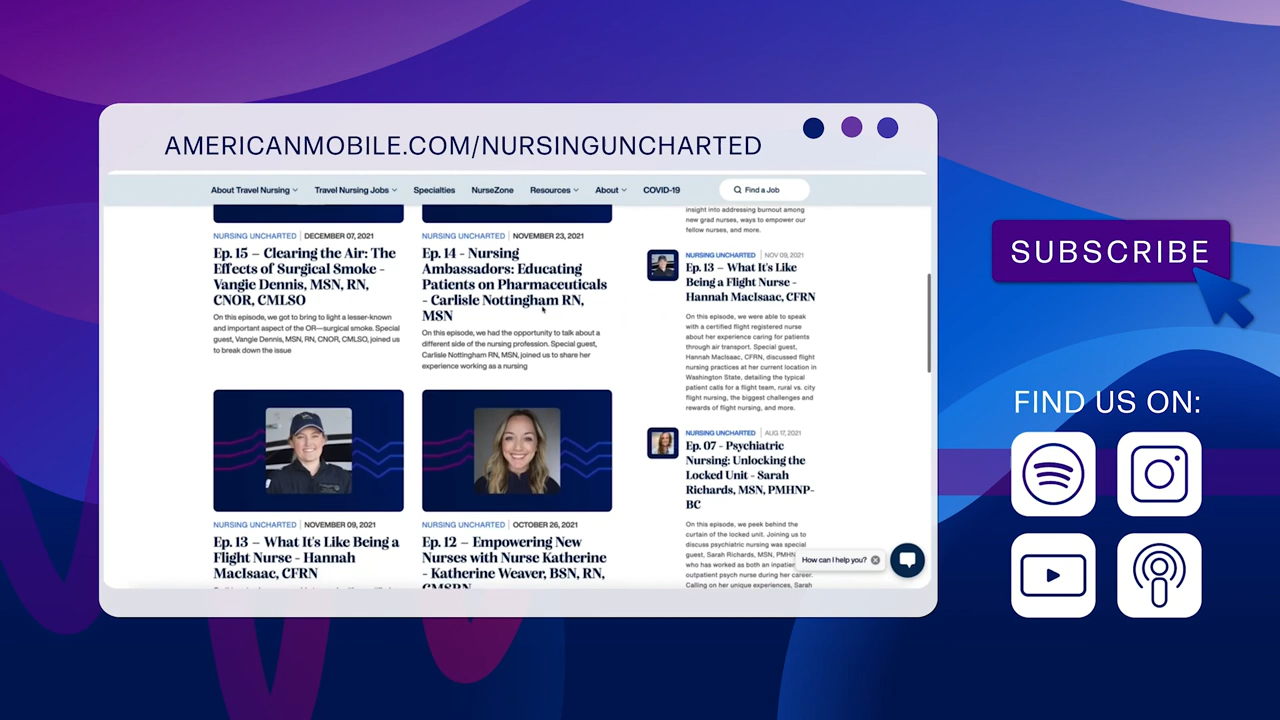 AMERICANMOBILE.COM/NURSINGUNCHARTED
About Travel Nursing
Travel Nursing Jobs
Specialties
NurseZone
Resources
About
COVID-19
Find a Job
NURSING UNCHARTED | DECEMBER 07, 2021
Ep. 15 – Clearing the Air: The
Effects of Surgical Smoke -
Vangie Dennis, MSN, RN,
CNOR, CMLSO
On this episode, we got to bring to light a lesser-known
and important aspect of the OR—surgical smoke. Special
guest, Vangie Dennis, MSN, RN, CNOR, CMLSO, joined us
to break down the issue
NURSING UNCHARTED | NOVEMBER 23, 2021
Ep. 14 - Nursing
Ambassadors: Educating
Patients on Pharmaceuticals
- Carlisle Nottingham RN,
MSN
On this episode, we had the opportunity to talk about a
different side of the nursing profession. Special guest,
Carlisle Nottingham RN, MSN, joined us to share her
experience working as a nursing
NURSING UNCHARTED | NOVEMBER 09, 2021
Ep. 13 – What It's Like Being a
Flight Nurse - Hannah
MacIsaac, CFRN
NURSING UNCHARTED | OCTOBER 26, 2021
Ep. 12 – Empowering New
Nurses with Nurse Katherine
- Katherine Weaver, BSN, RN,
CMSRN
insight into addressing burnout among
new grad nurses, ways to empower our
fellow nurses, and more.
NURSING UNCHARTED | NOV 09, 2021
Ep. 13 – What It's Like
Being a Flight Nurse -
Hannah MacIsaac, CFRN
On this episode, we were able to speak
with a certified flight registered nurse
about her experience caring for patients
through air transport. Special guest,
Hannah MacIsaac, CFRN, discussed flight
nursing practices at her current location in
Washington State, detailing the typical
patient calls for a flight team, rural vs. city
flight nursing, the biggest challenges and
rewards of flight nursing, and more.
NURSING UNCHARTED | AUG 17, 2021
Ep. 07 - Psychiatric
Nursing: Unlocking the
Locked Unit - Sarah
Richards, MSN, PMHNP-
BC
On this episode, we peek behind the
curtain of the locked unit. Joining us to
discuss psychiatric nursing was special
guest, Sarah Richards, MSN, PMH
who has worked as both an inpatien
outpatient psych nurse during her career.
Calling on her unique experiences, Sarah
How can I help you?
SUBSCRIBE
FIND US ON: